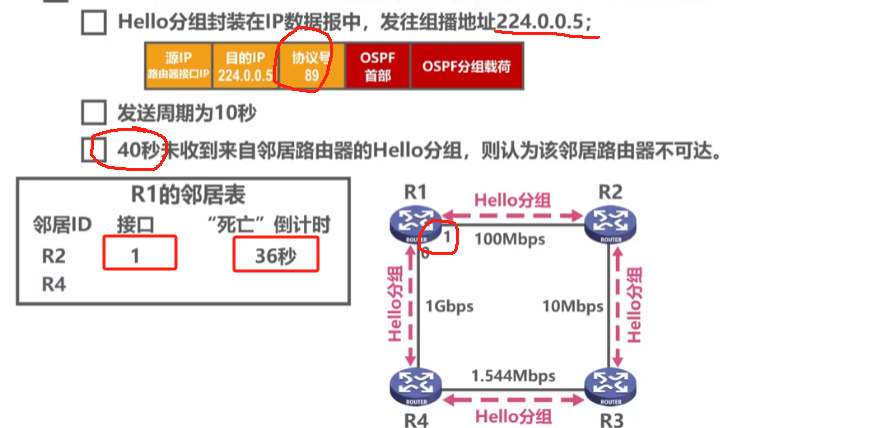 Hello分组封装在IP数据报中，发往组播地址224.0.0.5；
源IP 目的IP 协议号 OSPF OSPF分组载荷
路由器接口IP 224.0.0.5 89 首部
发送周期为10秒
40秒未收到来自邻居路由器的Hello分组，则认为该邻居路由器不可达。
R1的邻居表
邻居ID 接口 “死亡”倒计时
R2 1 36秒
R4
R1 Hello分组 R2
ROUTER 1 100Mbps ROUTER
0
Hello分组 1Gbps 10Mbps Hello分组
1.544Mbps
ROUTER ROUTER
R4 Hello分组 R3